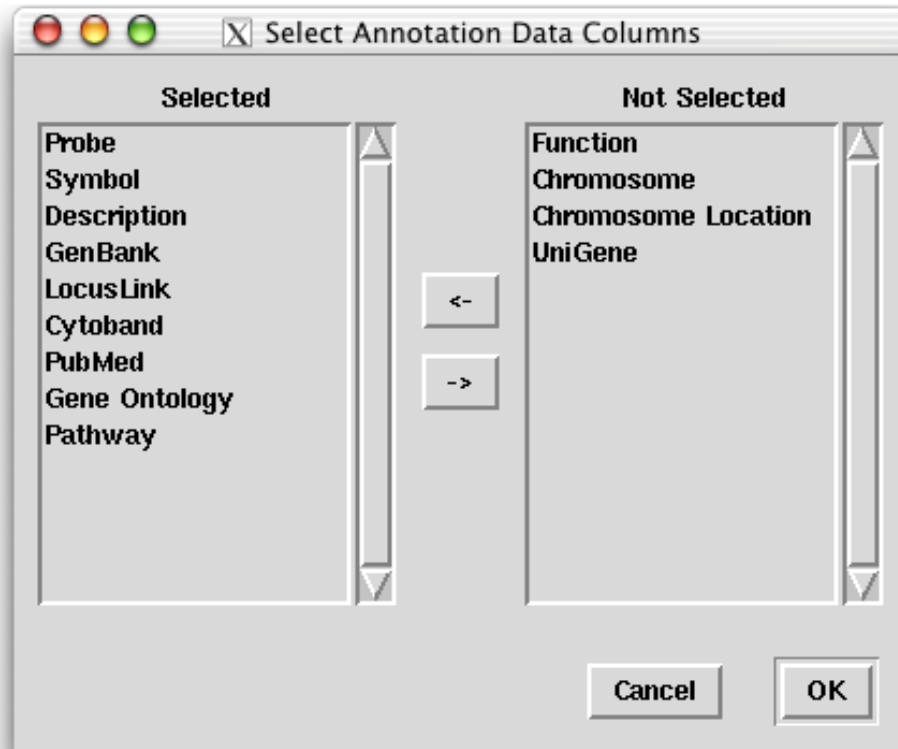 Select Annotation Data Columns
Selected
Probe
Symbol
Description
GenBank
LocusLink
Cytoband
PubMed
Gene Ontology
Pathway
<-
->
Not Selected
Function
Chromosome
Chromosome Location
UniGene
Cancel
OK